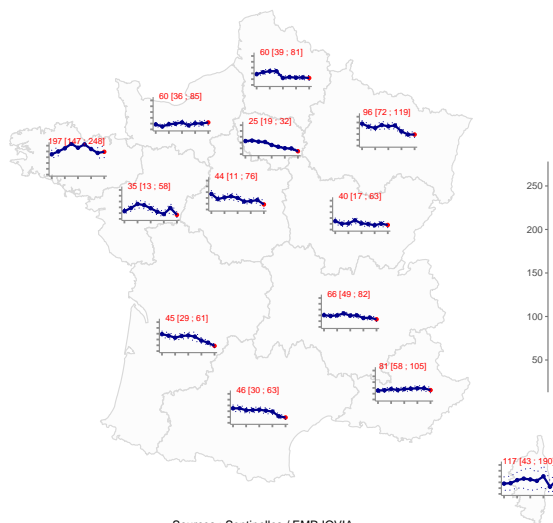 60 [39 ; 81]
60 [36 ; 85]
25 [19 ; 32]
96 [72 ; 119]
197 [147 ; 248]
35 [13 ; 58]
44 [11 ; 76]
40 [17 ; 63]
250
200
150
100
50
66 [49 ; 82]
45 [29 ; 61]
81 [58 ; 105]
46 [30 ; 63]
117 [43 ; 190]